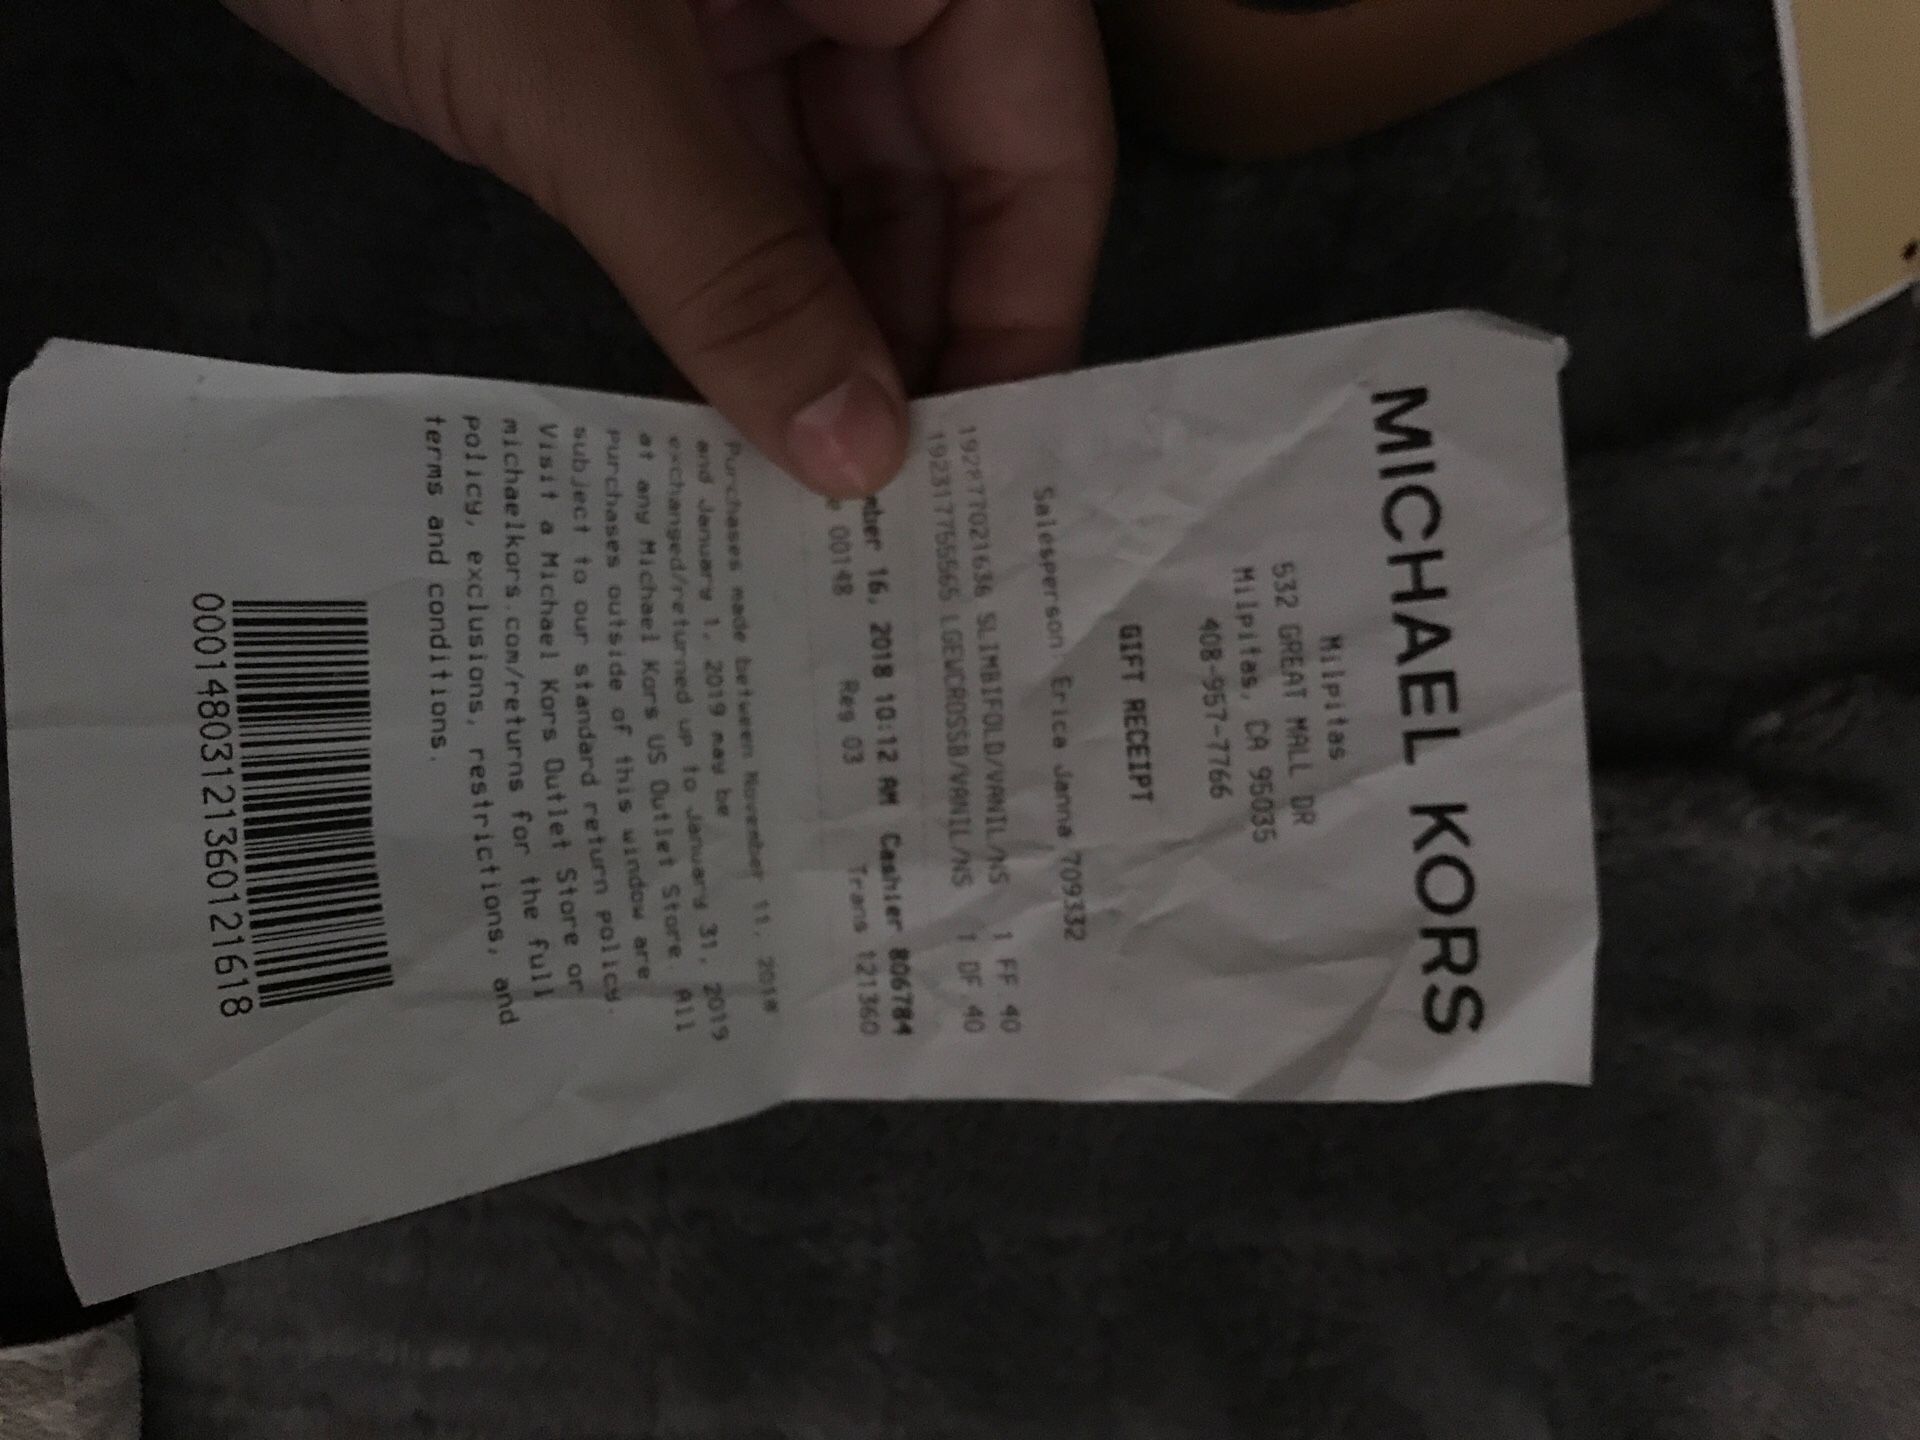 MICHAEL KORS
Milpitas
532 GREAT MALL DR
Milpitas, CA 95035
408-957-7766
GIFT RECEIPT
Salesperson Erica Janna 709332
SLIMBIFOLD/VANIL/NS 1 FF 40
192317755565 LGEWCROSSB/VANIL/NS 1 DF 40
mber 16, 2018 10:12 AM Cashier 806784
00148 Reg 03 Trans 121360
Purchases made between November 11, 2018
and January 1, 2019 may be
exchanged/returned up to January 31, 2019
at any Michael Kors US Outlet Store. All
purchases outside of this window are
subject to our standard return policy.
Visit a Michael Kors Outlet Store or
michaelkors.com/returns for the full
policy, exclusions, restrictions, and
terms and conditions.
00014803121360121618